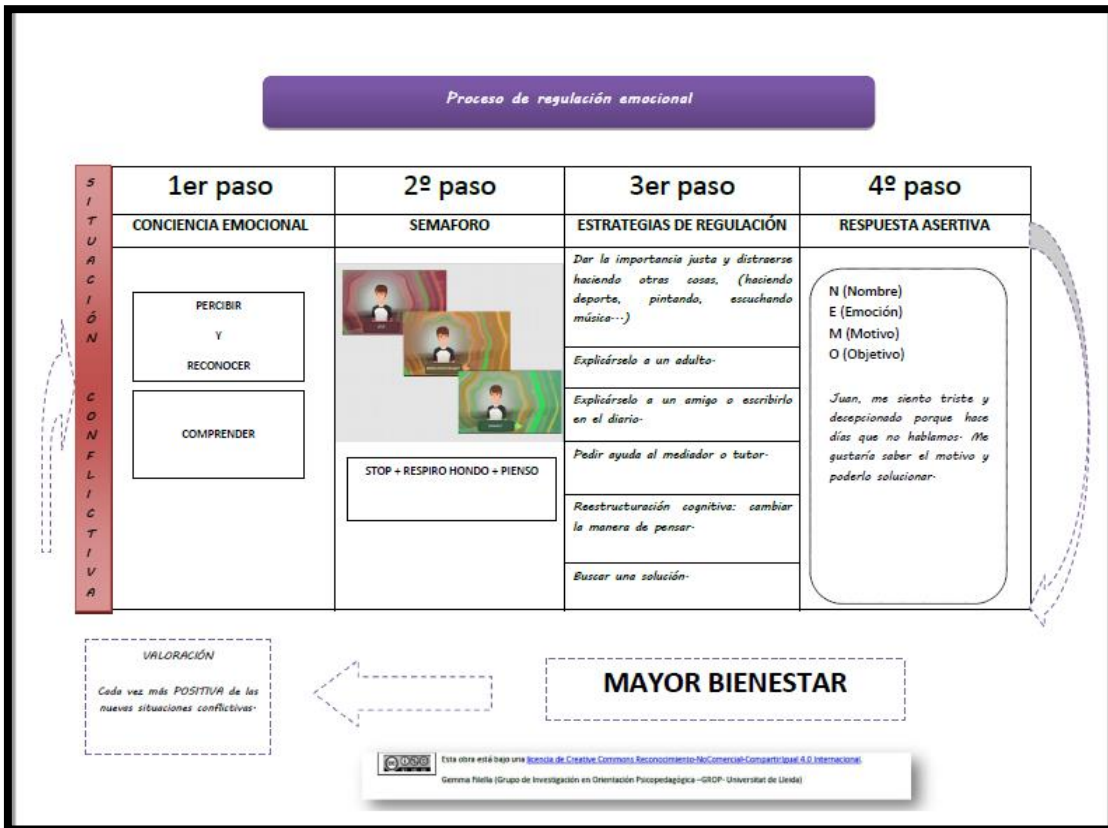 Proceso de regulación emocional
SITUACIÓN CONFLICTIVA
1er paso
2º paso
3er paso
4º paso
CONCIENCIA EMOCIONAL
SEMAFORO
ESTRATEGIAS DE REGULACIÓN
RESPUESTA ASERTIVA
PERCIBIR
Y
RECONOCER
COMPRENDER
STOP + RESPIRO HONDO + PIENSO
Dar la importancia justa y distraerse
haciendo otras cosas, (haciendo
deporte, pintando, escuchando
música...)
Explicárselo a un adulto.
Explicárselo a un amigo o escribirlo
en el diario.
Pedir ayuda al mediador o tutor.
Reestructuración cognitiva: cambiar
la manera de pensar.
Buscar una solución.
N (Nombre)
E (Emoción)
M (Motivo)
O (Objetivo)
Juan, me siento triste y
decepcionado porque hace
días que no hablamos. Me
gustaría saber el motivo y
poderlo solucionar.
VALORACIÓN
Cada vez más POSITIVA de las
nuevas situaciones conflictivas.
MAYOR BIENESTAR
Esta obra está bajo una licencia de Creative Commons Reconocimiento-NoComercial-CompartirIgual 4.0 Internacional.
Gemma Filella (Grupo de Investigación en Orientación Psicopedagógica –GROP- Universitat de Lleida)